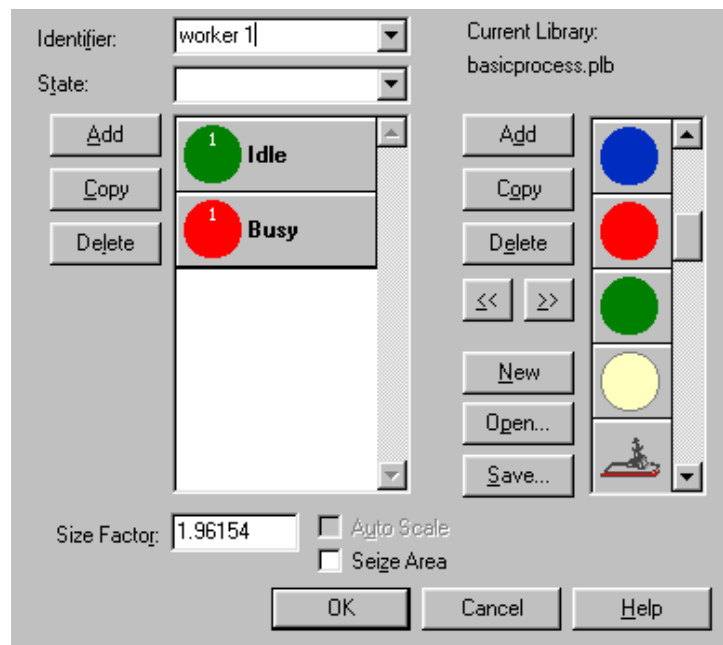 Identifier: worker 1
Current Library:
basicprocess.plb
State:
Add
Copy
Delete
1 Idle
1 Busy
Add
Copy
Delete
<< >>
New
Open...
Save...
Size Factor: 1.96154
Auto Scale
Seize Area
OK Cancel Help